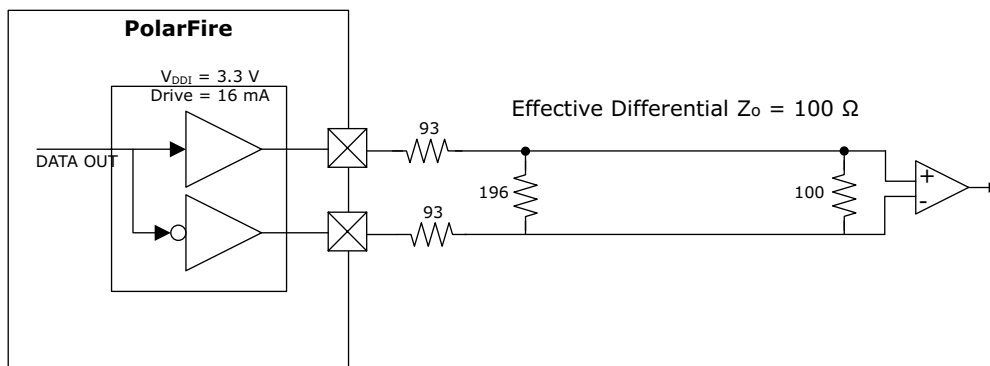 PolarFire
VDDI = 3.3 V
Drive = 16 mA
DATA OUT
Effective Differential Zo = 100 Ω
93
196
100
93
+
-